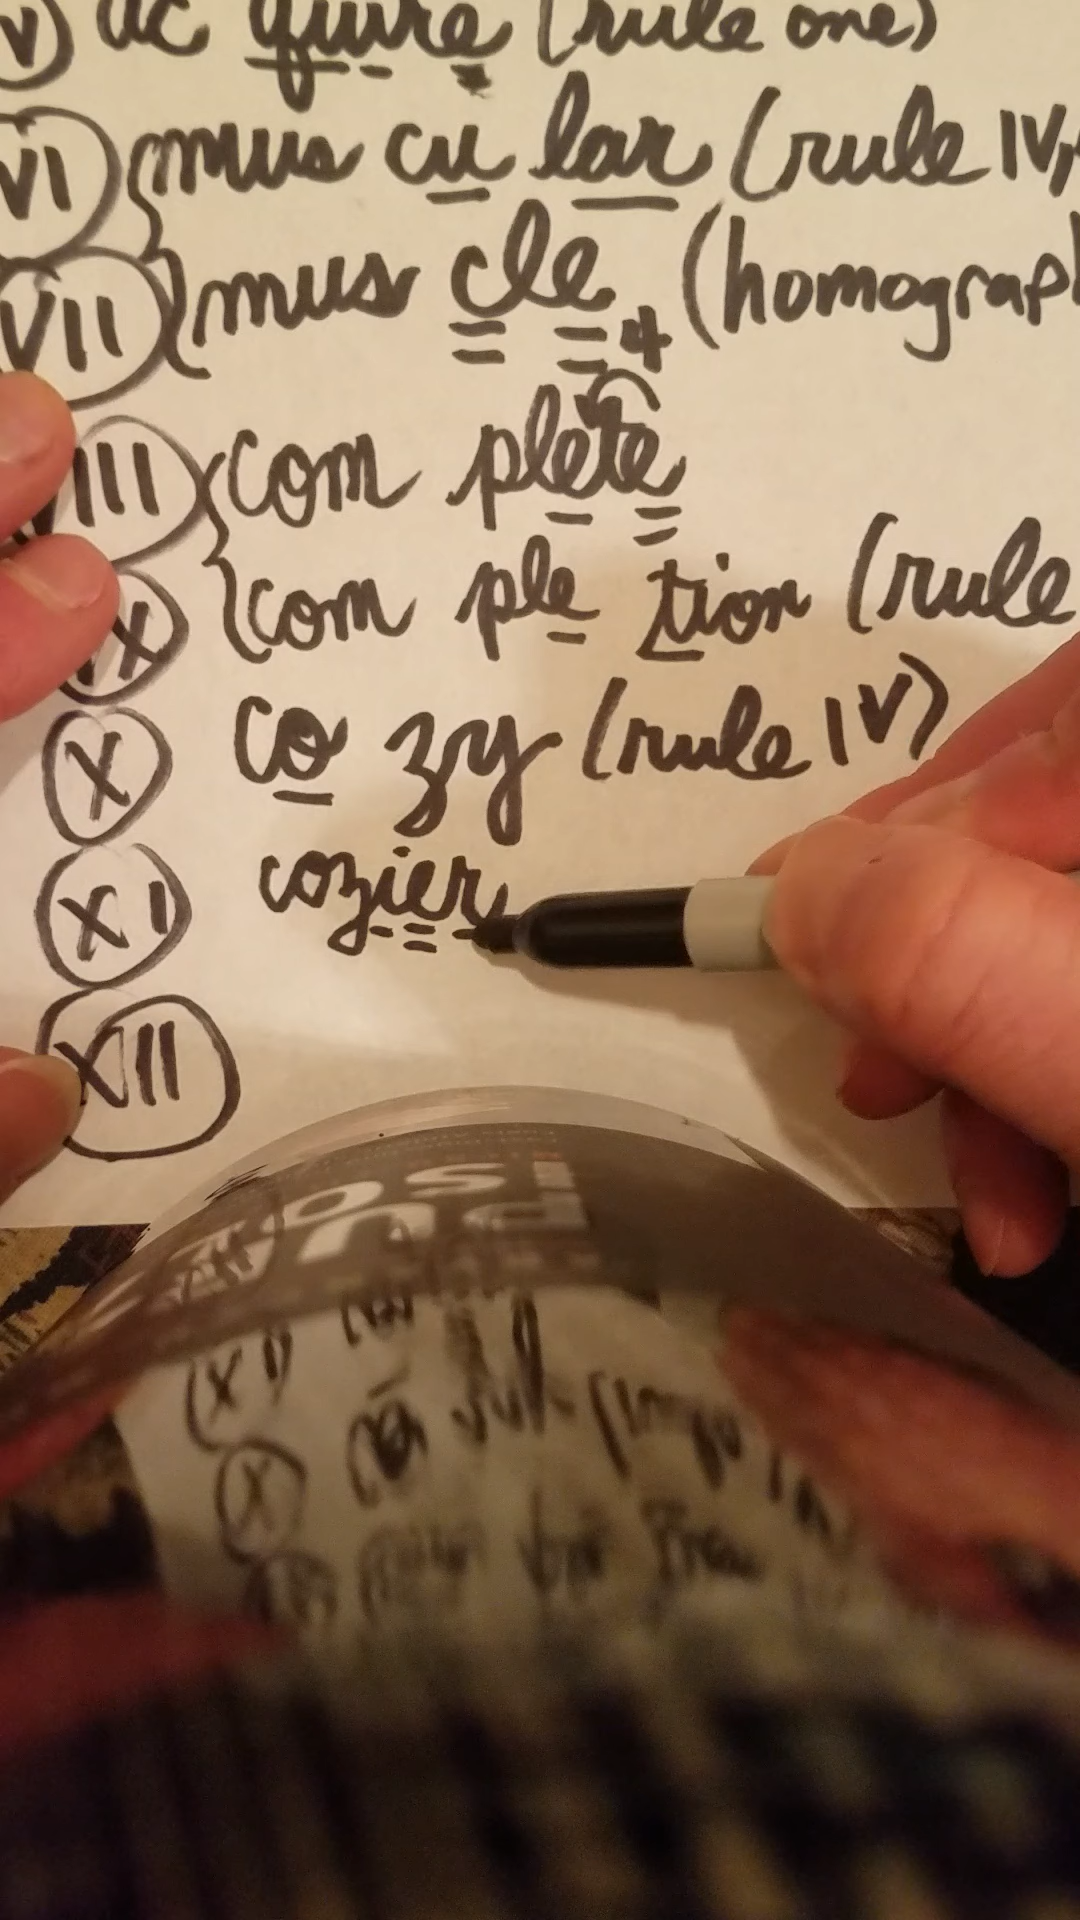 V) ac quire (rule one)
VI mus cu lar (rule IV,
VII mus cle 4 (homograph
VIII com plete
IX com ple tion (rule
X co zy (rule IV)
XI cozier
XII